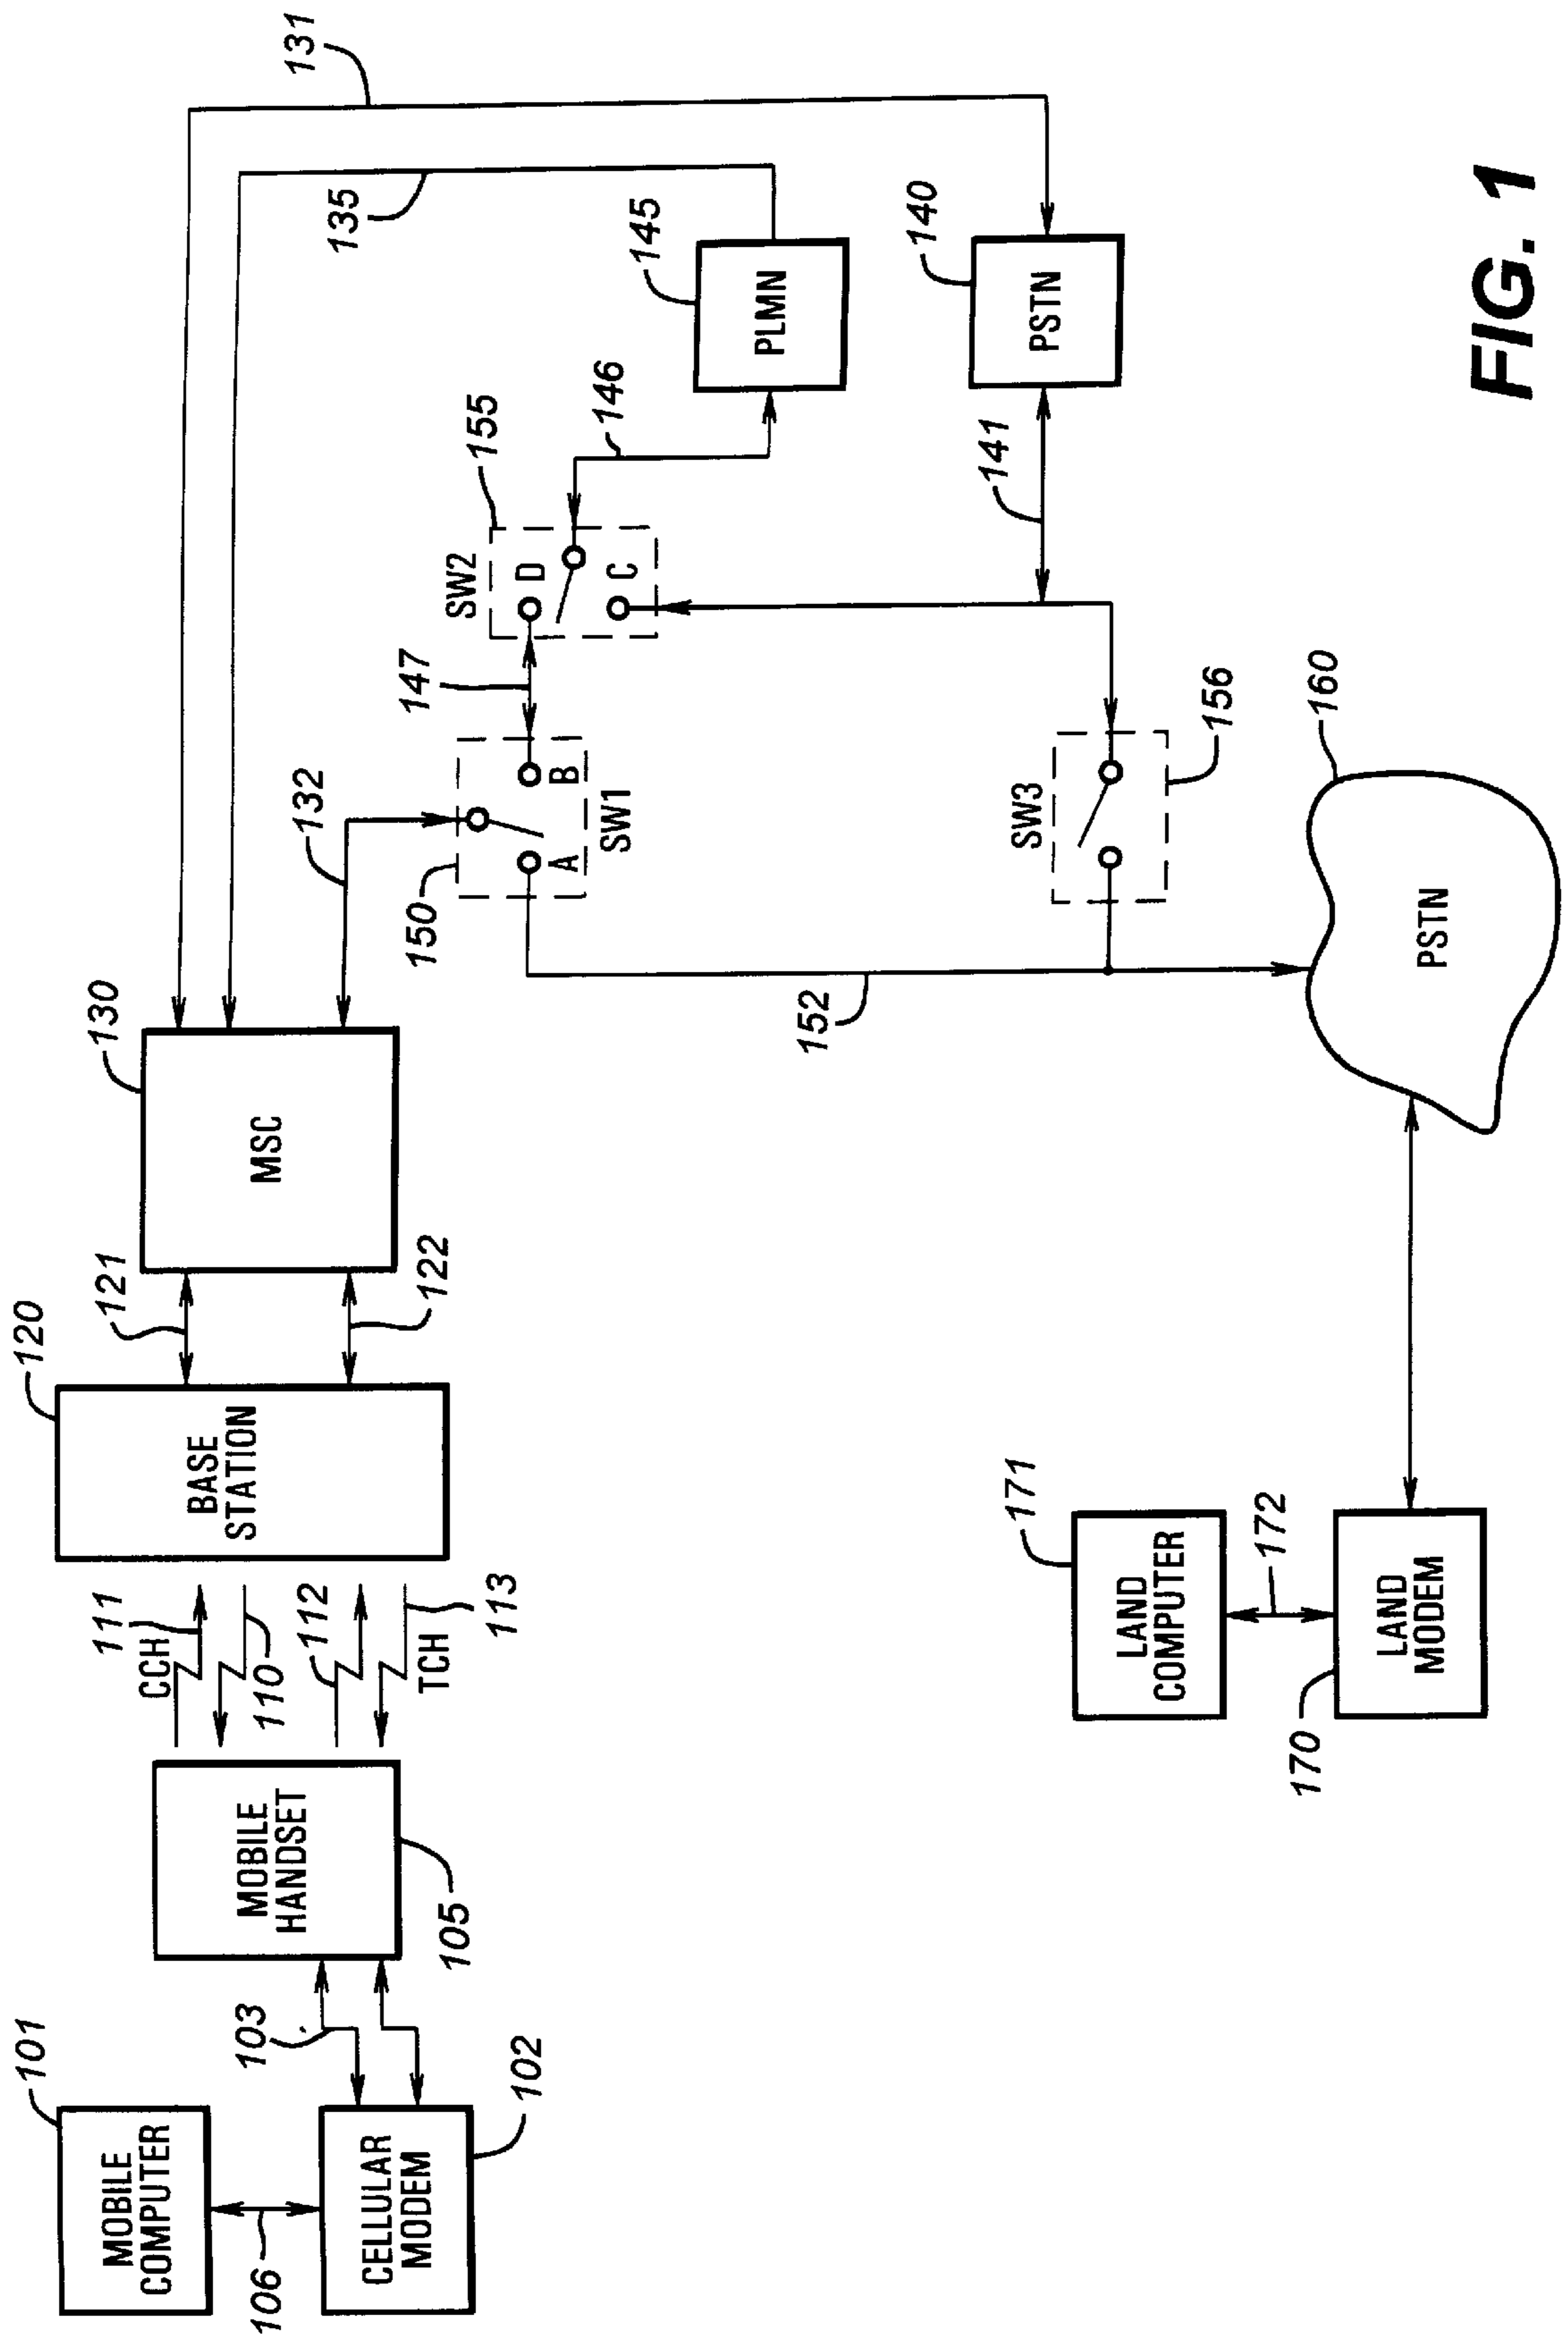 101
MOBILE
COMPUTER
106
CELLULAR
MODEM
102
103
MOBILE
HANDSET
105
CCH
111
110
112
TCH
113
120
BASE
STATION
121
122
130
MSC
132
150
A
B
SW1
147
SW2
D
C
155
146
135
131
145
PLMN
140
PSTN
141
152
SW3
156
160
PSTN
171
LAND
COMPUTER
172
170
LAND
MODEM
FIG. 1